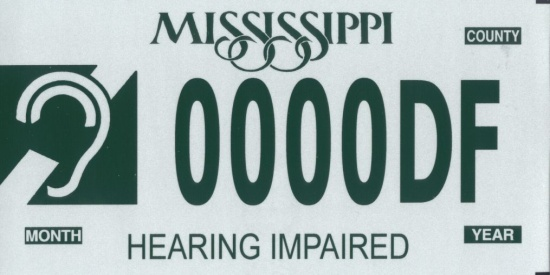 MISSISSIPPI
COUNTY
0000DF
MONTH
HEARING IMPAIRED
YEAR